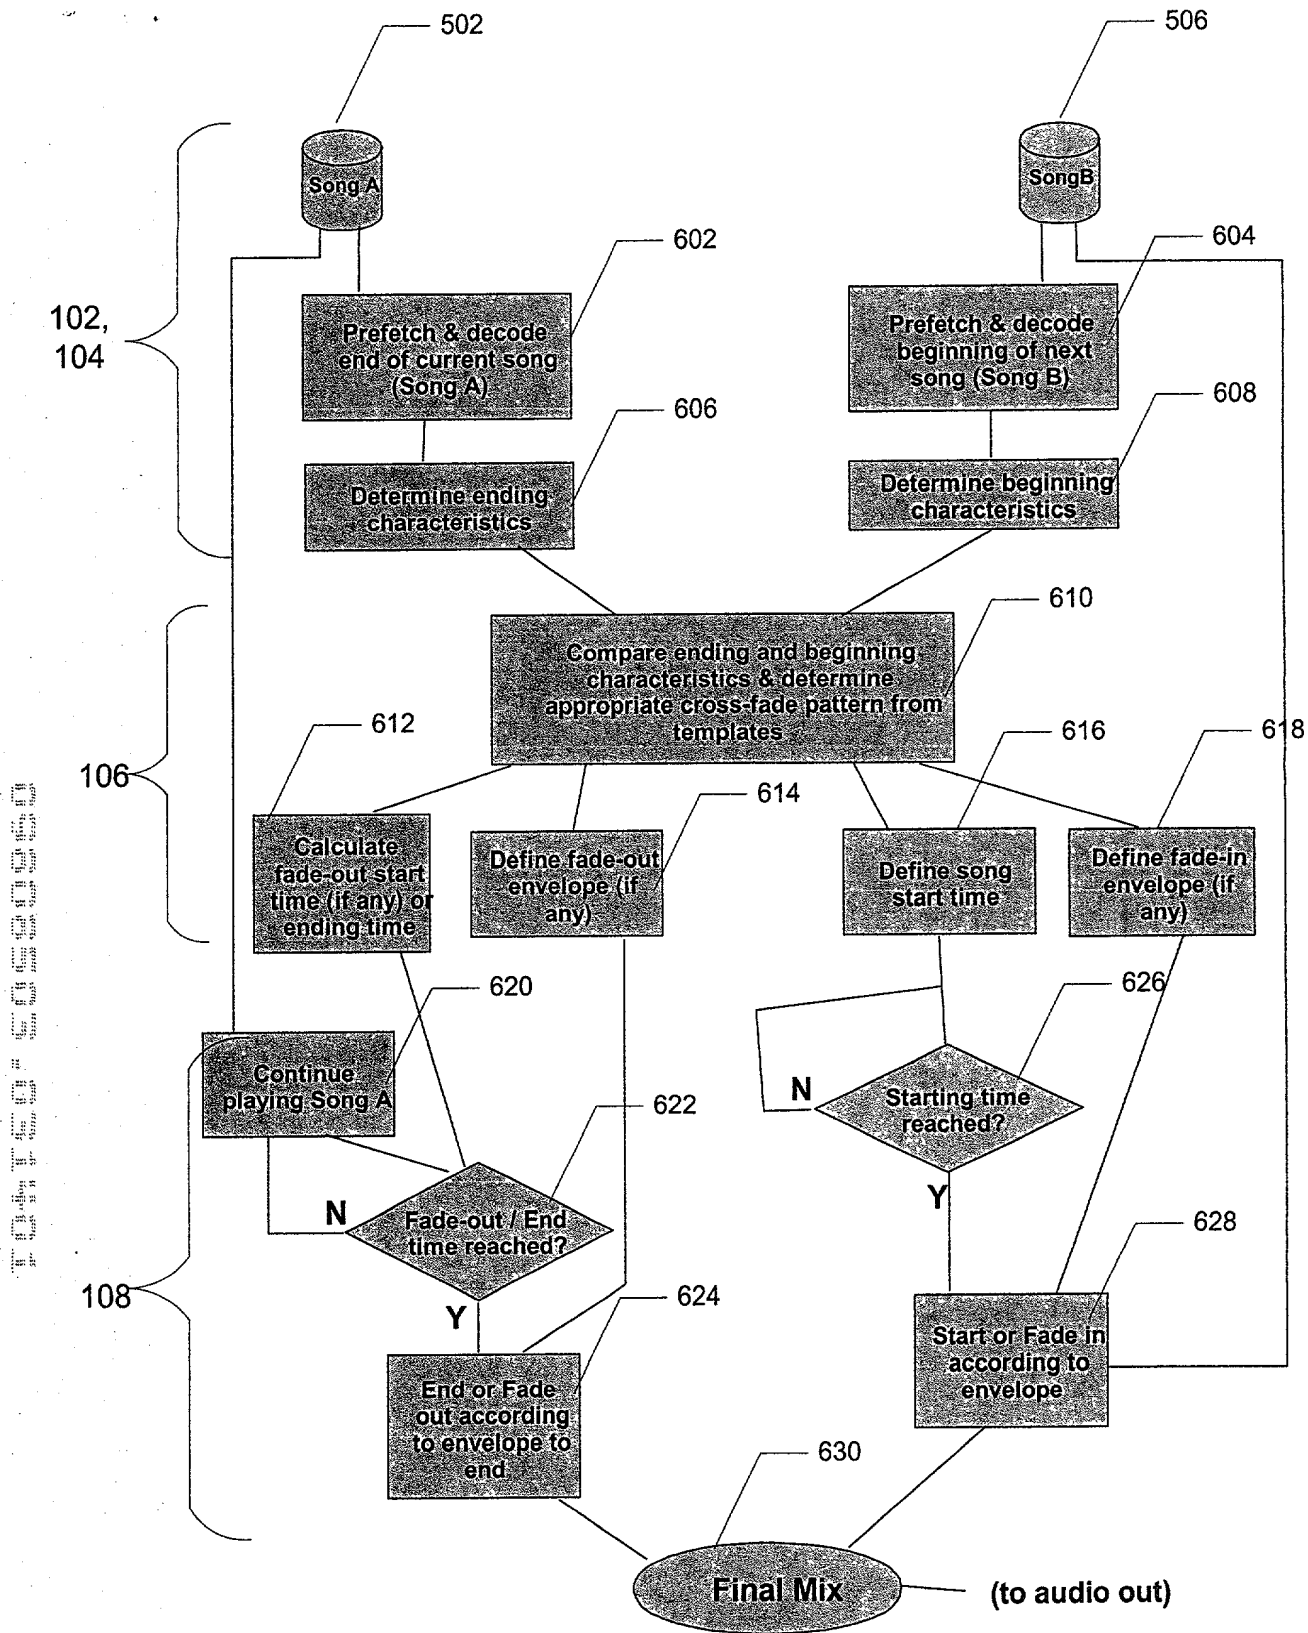 502
506
Song A
SongB
602
604
102,
104
Prefetch & decode
end of current song
(Song A)
Prefetch & decode
beginning of next
song (Song B)
606
608
Determine ending
characteristics
Determine beginning
characteristics
610
Compare ending and beginning
characteristics & determine
appropriate cross-fade pattern from
templates
612
616
618
106
614
Calculate
fade-out start
time (if any) or
ending time
Define fade-out
envelope (if
any)
Define song
start time
Define fade-in
envelope (if
any)
620
626
Continue
playing Song A
N
Starting time
reached?
622
Y
N
Fade-out / End
time reached?
628
108
Y
624
Start or Fade in
according to
envelope
End or Fade
out according
to envelope to
end
630
Final Mix
(to audio out)